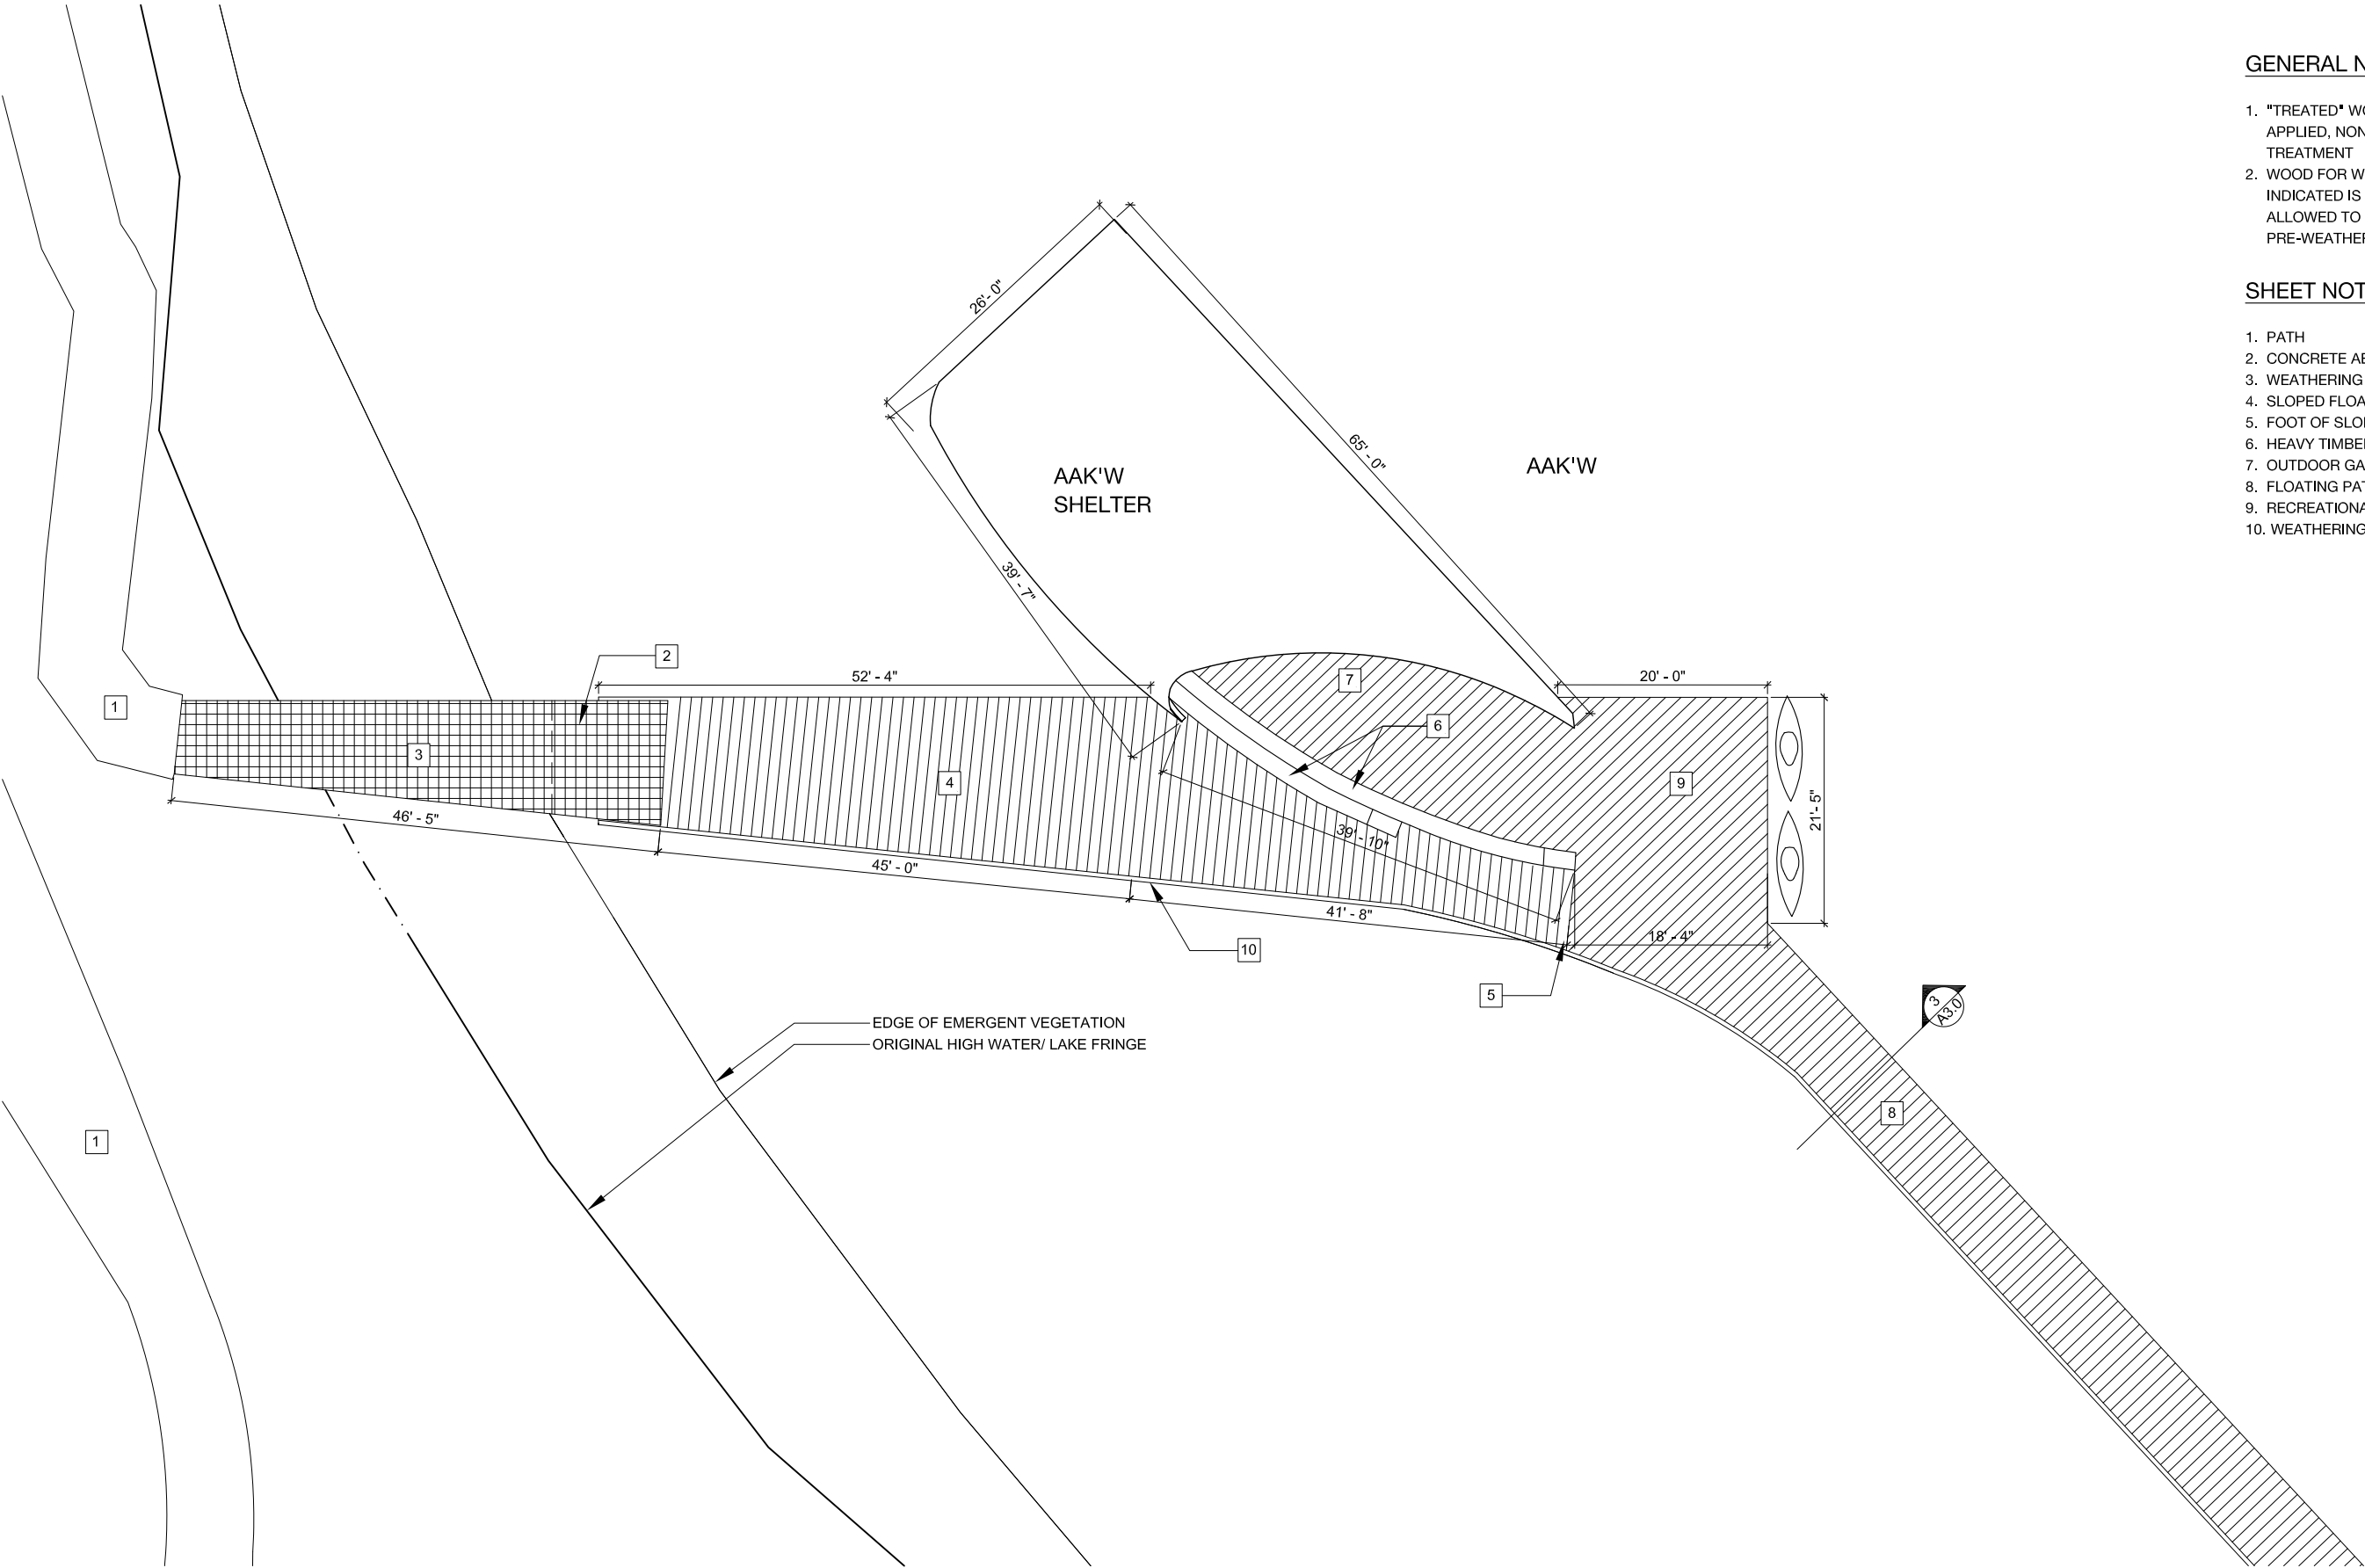 GENERAL N
1. "TREATED" WO
APPLIED, NON
TREATMENT
2. WOOD FOR W
INDICATED IS
ALLOWED TO
PRE-WEATHER
SHEET NOT
1. PATH
2. CONCRETE AB
3. WEATHERING
4. SLOPED FLOA
5. FOOT OF SLOP
6. HEAVY TIMBER
7. OUTDOOR GA
8. FLOATING PAT
9. RECREATIONA
10. WEATHERING
26'- 0"
65'- 0"
AAK'W
SHELTER
AAK'W
39'- 7"
2
52' - 4"
7
20' - 0"
1
6
3
4
9
21'- 5"
46' - 5"
39'- 10"
45' - 0"
41' - 8"
18' - 4"
10
5
3
A3.0
EDGE OF EMERGENT VEGETATION
ORIGINAL HIGH WATER/ LAKE FRINGE
8
1